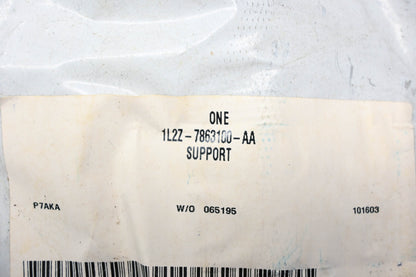 ONE
1L2Z-7863100-AA
SUPPORT
P7AKA W/O 065195 101603